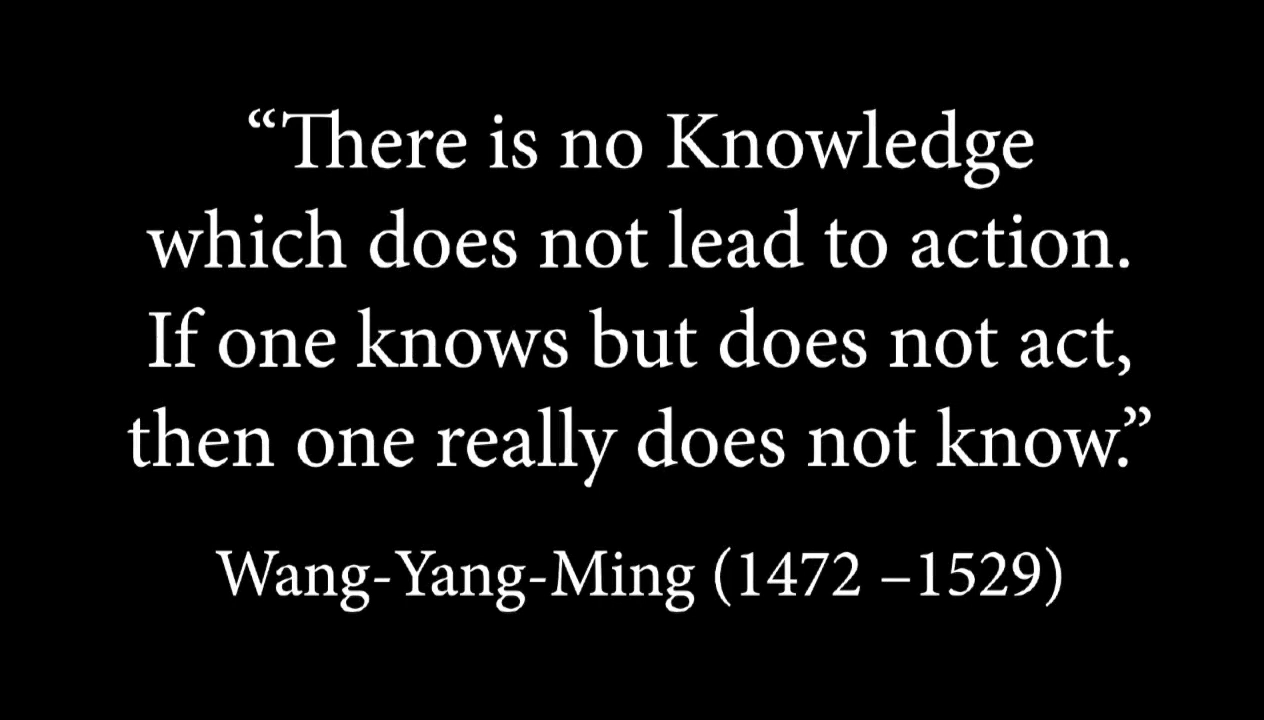 “There is no Knowledge
which does not lead to action.
If one knows but does not act,
then one really does not know.”
Wang-Yang-Ming (1472 –1529)